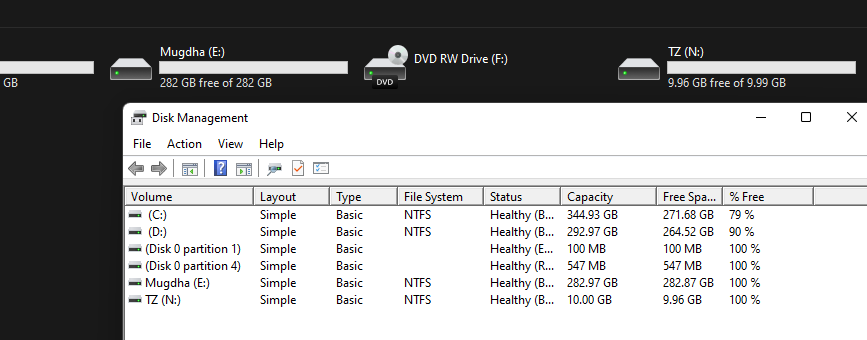 Mugdha (E:)
DVD RW Drive (F:)
TZ (N:)
GB
282 GB free of 282 GB
DVD
9.96 GB free of 9.99 GB
Disk Management
File Action View Help
Volume Layout Type File System Status Capacity Free Spa... % Free
(C:) Simple Basic NTFS Healthy (B... 344.93 GB 271.68 GB 79 %
(D:) Simple Basic NTFS Healthy (B... 292.97 GB 264.52 GB 90 %
(Disk 0 partition 1) Simple Basic Healthy (E... 100 MB 100 MB 100 %
(Disk 0 partition 4) Simple Basic Healthy (R... 547 MB 547 MB 100 %
Mugdha (E:) Simple Basic NTFS Healthy (B... 282.97 GB 282.87 GB 100 %
TZ (N:) Simple Basic NTFS Healthy (B... 10.00 GB 9.96 GB 100 %